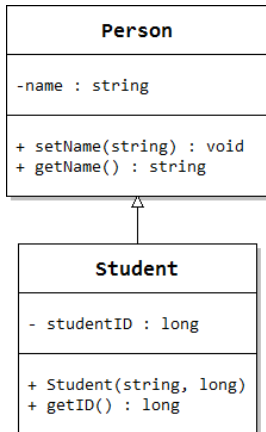 Person
-name : string
+ setName(string) : void
+ getName() : string
Student
- studentID : long
+ Student(string, long)
+ getID() : long